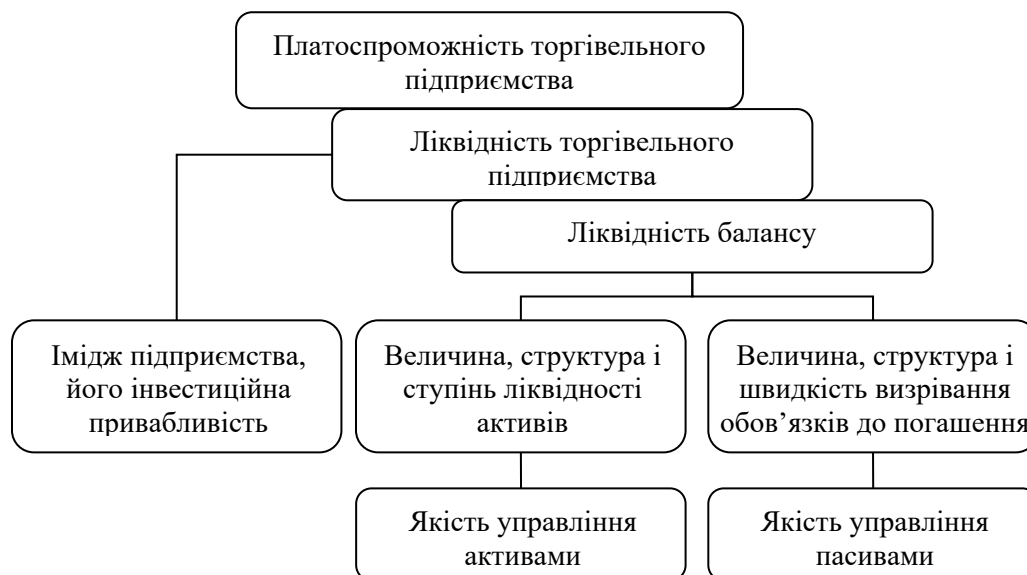 Платоспроможність торгівельного
підприємства
Ліквідність торгівельного
підприємства
Ліквідність балансу
Імідж підприємства,
його інвестиційна
привабливість
Величина, структура і
ступінь ліквідності
активів
Величина, структура і
швидкість визрівання
обов’язків до погашення
Якість управління
активами
Якість управління
пасивами